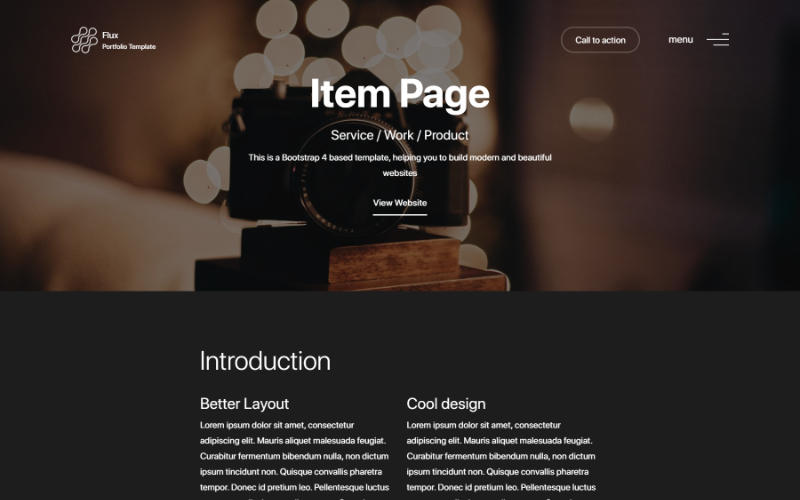 Flux
Portfolio Template
Call to action
menu
Item Page
Service / Work / Product
This is a Bootstrap 4 based template, helping you to build modern and beautiful
websites
View Website
Introduction
Better Layout
Lorem ipsum dolor sit amet, consectetur
adipiscing elit. Mauris aliquet malesuada feugiat.
Curabitur fermentum bibendum nulla, non dictum
ipsum tincidunt non. Quisque convallis pharetra
tempor. Donec id pretium leo. Pellentesque luctus
Cool design
Lorem ipsum dolor sit amet, consectetur
adipiscing elit. Mauris aliquet malesuada feugiat.
Curabitur fermentum bibendum nulla, non dictum
ipsum tincidunt non. Quisque convallis pharetra
tempor. Donec id pretium leo. Pellentesque luctus